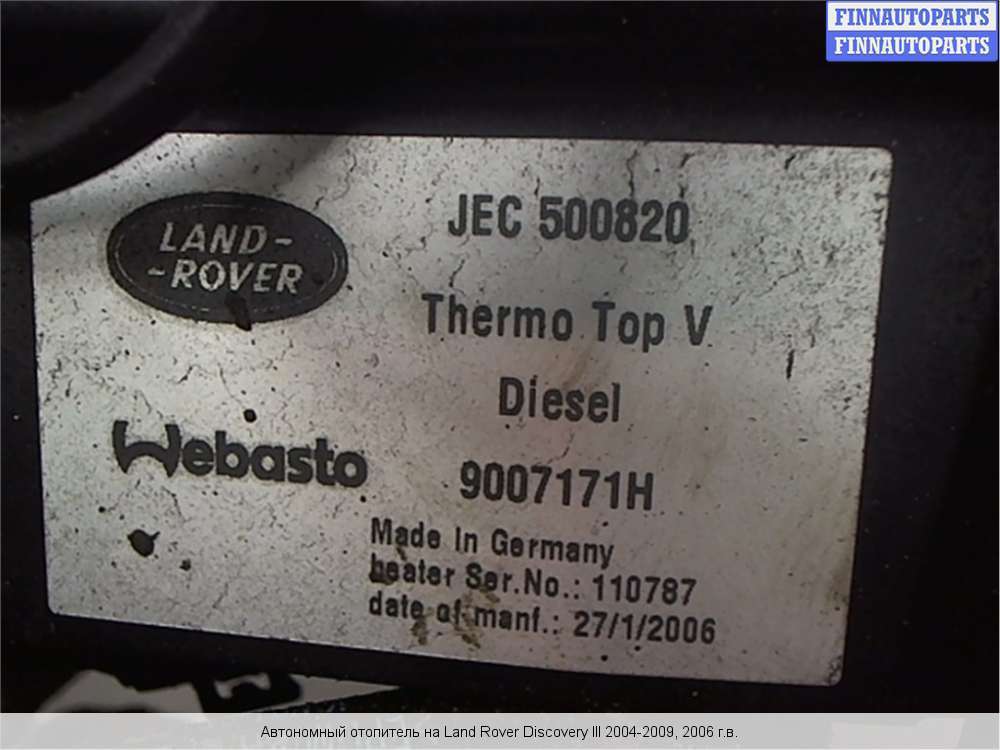 FINNAUTOPARTS
FINNAUTOPARTS
LAND-
-ROVER
JEC 500820
Thermo Top V
Diesel
Webasto
9007171H
Made In Germany
heater Ser.No.: 110787
date of manf.: 27/1/2006
Автономный отопитель на Land Rover Discovery III 2004-2009, 2006 г.в.